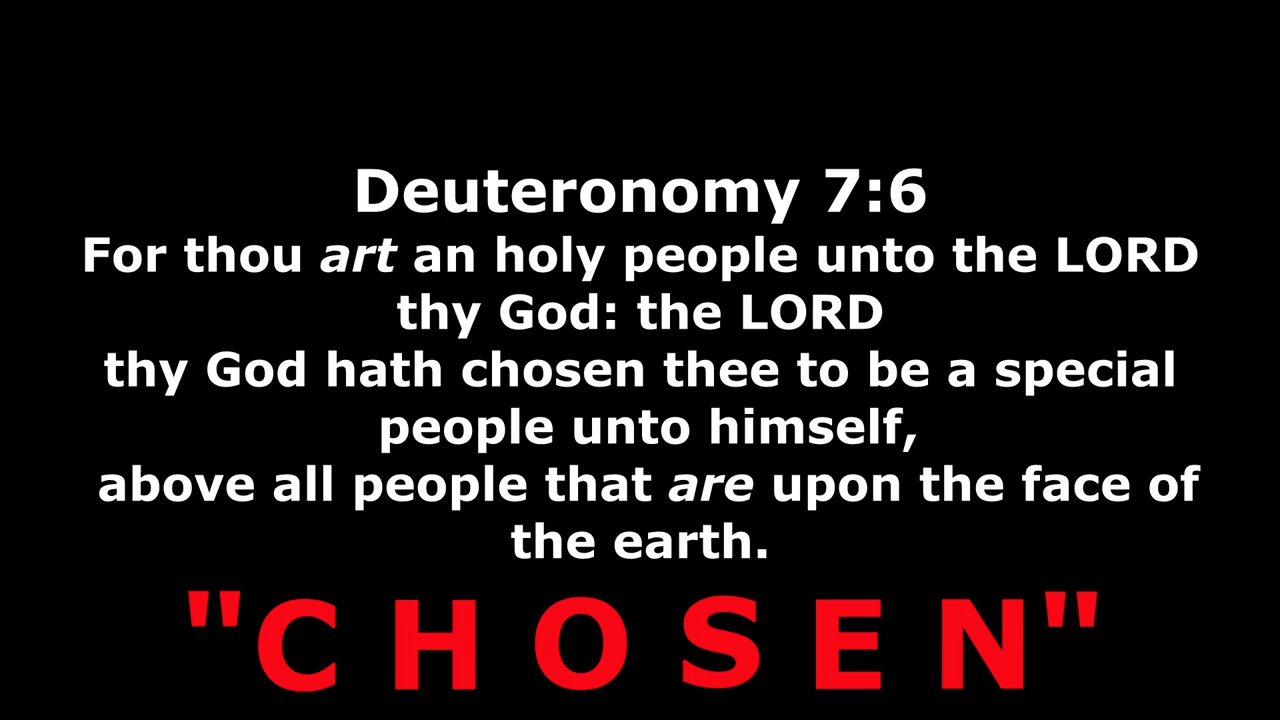 Deuteronomy 7:6
For thou art an holy people unto the LORD
thy God: the LORD
thy God hath chosen thee to be a special
people unto himself,
above all people that are upon the face of
the earth.
"C H O S E N"